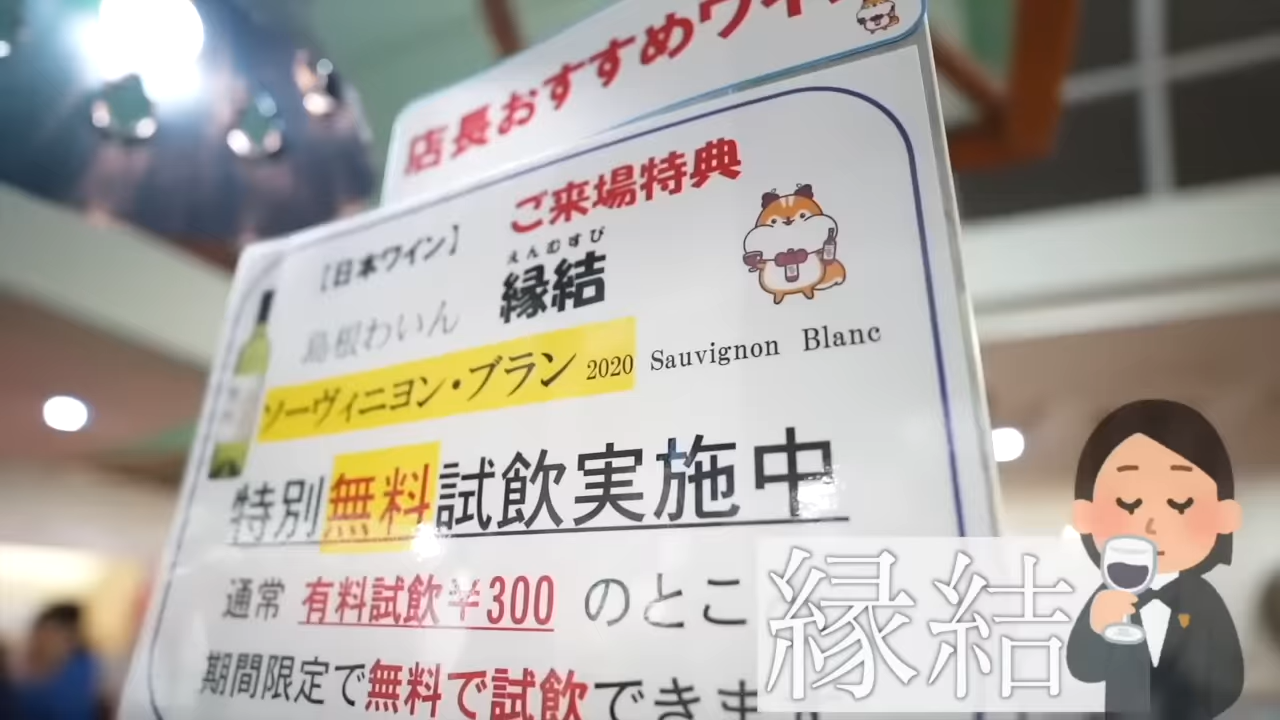 店長おすすめワイン
ご来場特典
【日本ワイン】
えんむすび
縁結
島根わいん
ソーヴィニヨン・ブラン 2020 Sauvignon Blanc
特別無料試飲実施中
通常 有料試飲¥300 のとこ
期間限定で無料で試飲できます
縁結